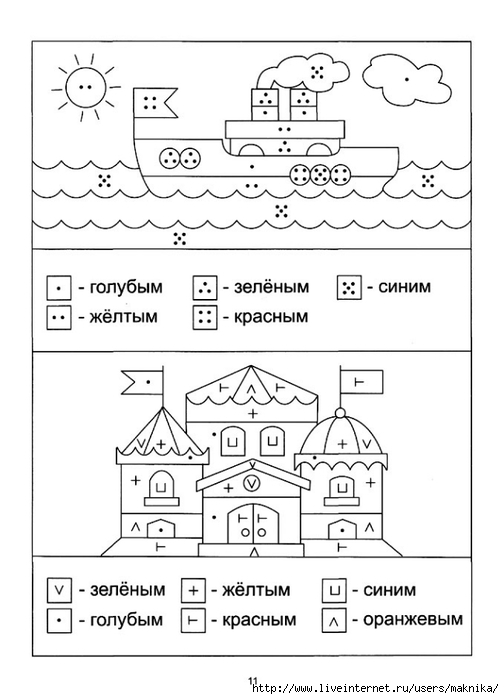 - голубым - зелёным - синим
- жёлтым - красным
- зелёным - жёлтым - синим
- голубым - красным - оранжевым
11
http://www.liveinternet.ru/users/maknika/